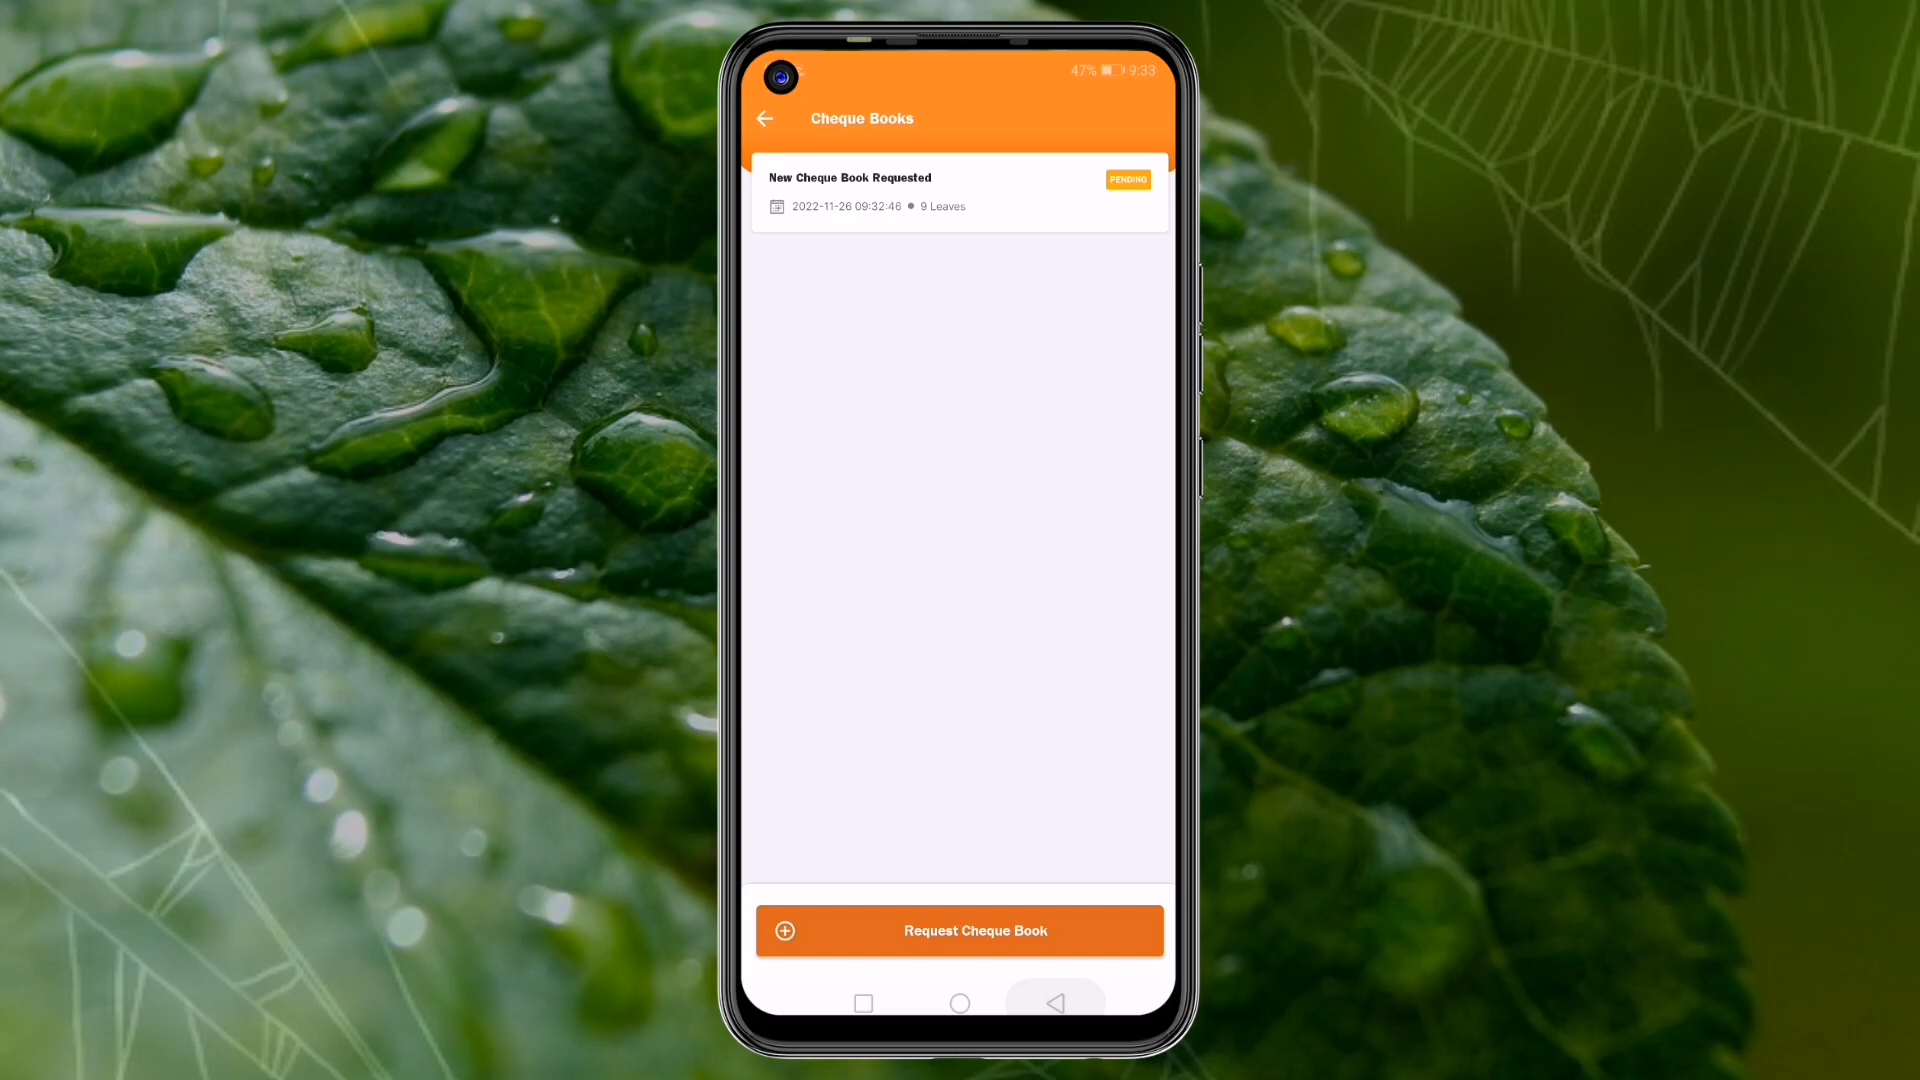 47% 9:33
Cheque Books
New Cheque Book Requested
PENDING
2022-11-26 09:32:46 ● 9 Leaves
Request Cheque Book